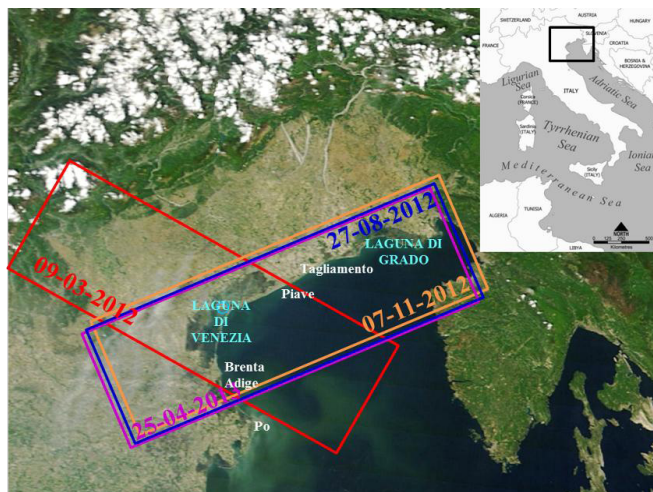 SWITZERLAND
AUSTRIA
HUNGARY
SLOVENIA
FRANCE
CROATIA
BOSNIA &
HERZEGOVINA
Ligurian
Sea
Adriatic Sea
ITALY
Corsica
(FRANCE)
Sardinia
(ITALY)
Tyrrhenian
Sea
Ionian
Sea
Sicily
(ITALY)
Mediterranean Sea
ALGERIA
TUNISIA
LIBYA
NORTH
Kilometres
27-08-2012
LAGUNA DI
GRADO
09-03-2012
Tagliamento
Piave
07-11-2012
LAGUNA
DI
VENEZIA
Brenta
Adige
25-04-201
Po